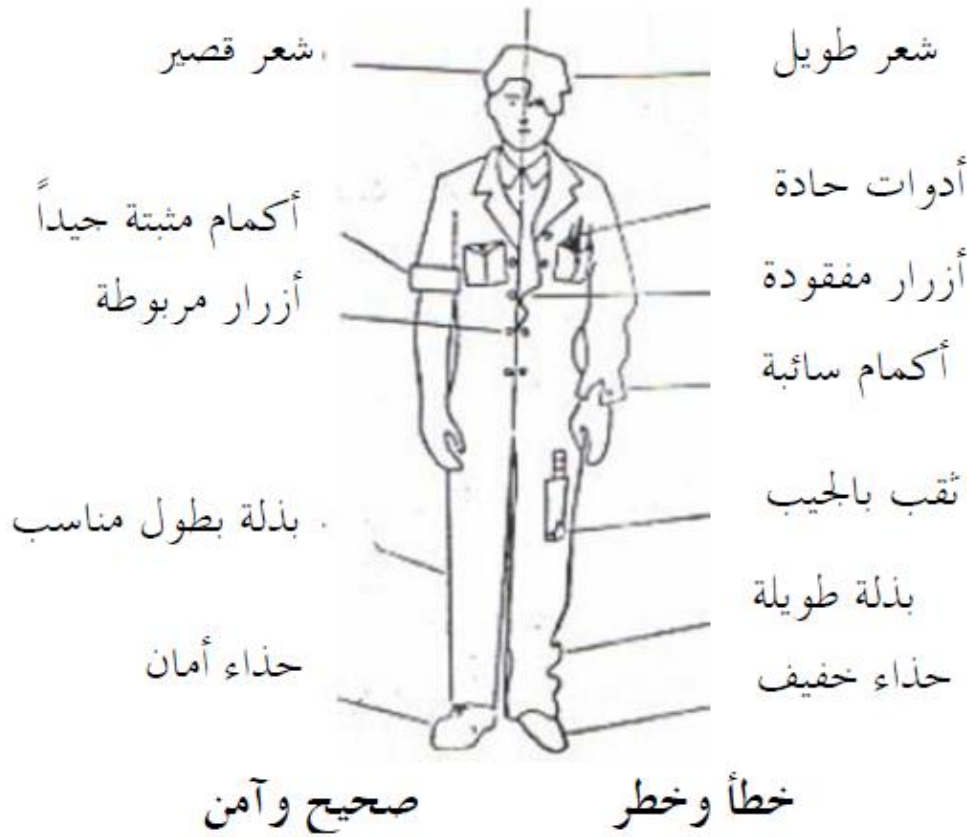 شعر طويل
شعر قصير
أدوات حادة
أكمام مثبتة جيداً
أزرار مفقودة
أزرار مربوطة
أكمام سائبة
ثقب بالجيب
بذلة بطول مناسب
بذلة طويلة
حذاء خفيف
حذاء أمان
خطأ وخطر
صحيح وآمن